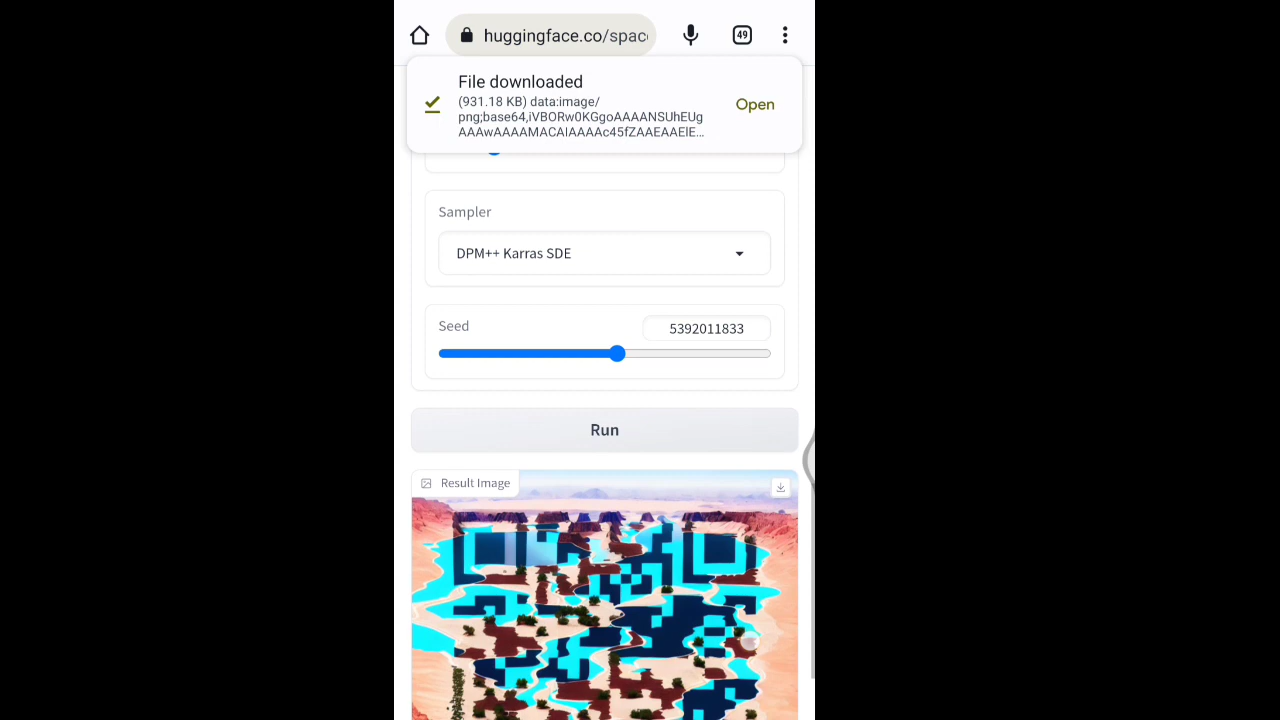 huggingface.co/spac
49
File downloaded
(931.18 KB) data:image/
png;base64,iVBORw0KGgoAAAANSUhEUg
AAAwAAAAMACAIAAAAc45fZAAEAAElE...
Open
Sampler
DPM++ Karras SDE
Seed
5392011833
Run
Result Image